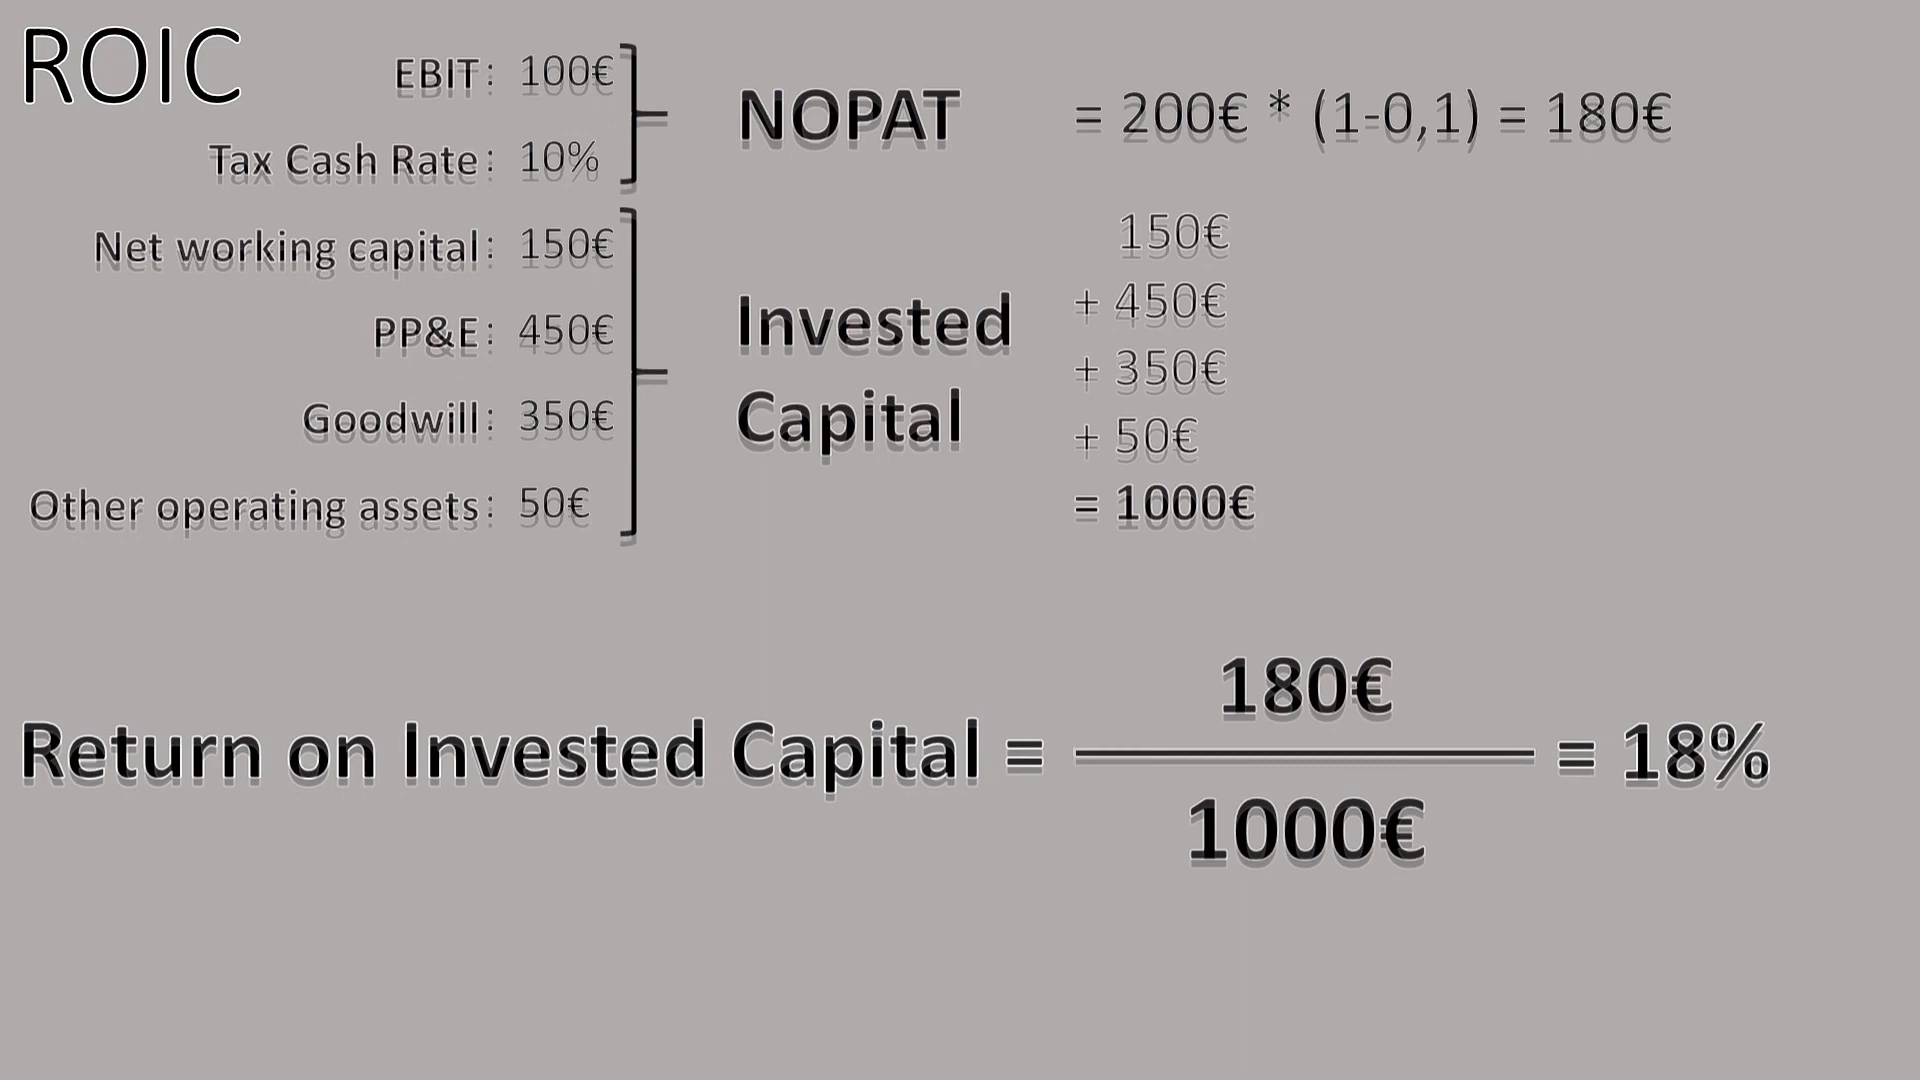 ROIC
EBIT: 100€
Tax Cash Rate: 10%
NOPAT = 200€ * (1-0,1) = 180€
Net working capital: 150€
PP&E: 450€
Goodwill: 350€
Other operating assets: 50€
Invested
Capital
150€
+ 450€
+ 350€
+ 50€
= 1000€
Return on Invested Capital =
180€
1000€
= 18%